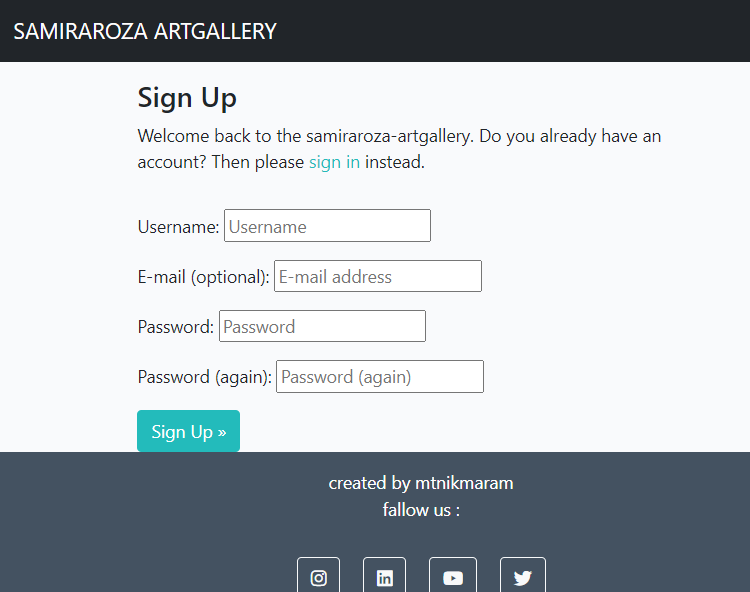 SAMIRAROZA ARTGALLERY
Sign Up
Welcome back to the samiraroza-artgallery. Do you already have an
account? Then please sign in instead.
Username: Username
E-mail (optional): E-mail address
Password: Password
Password (again): Password (again)
Sign Up »
created by mtnikmaram
fallow us :